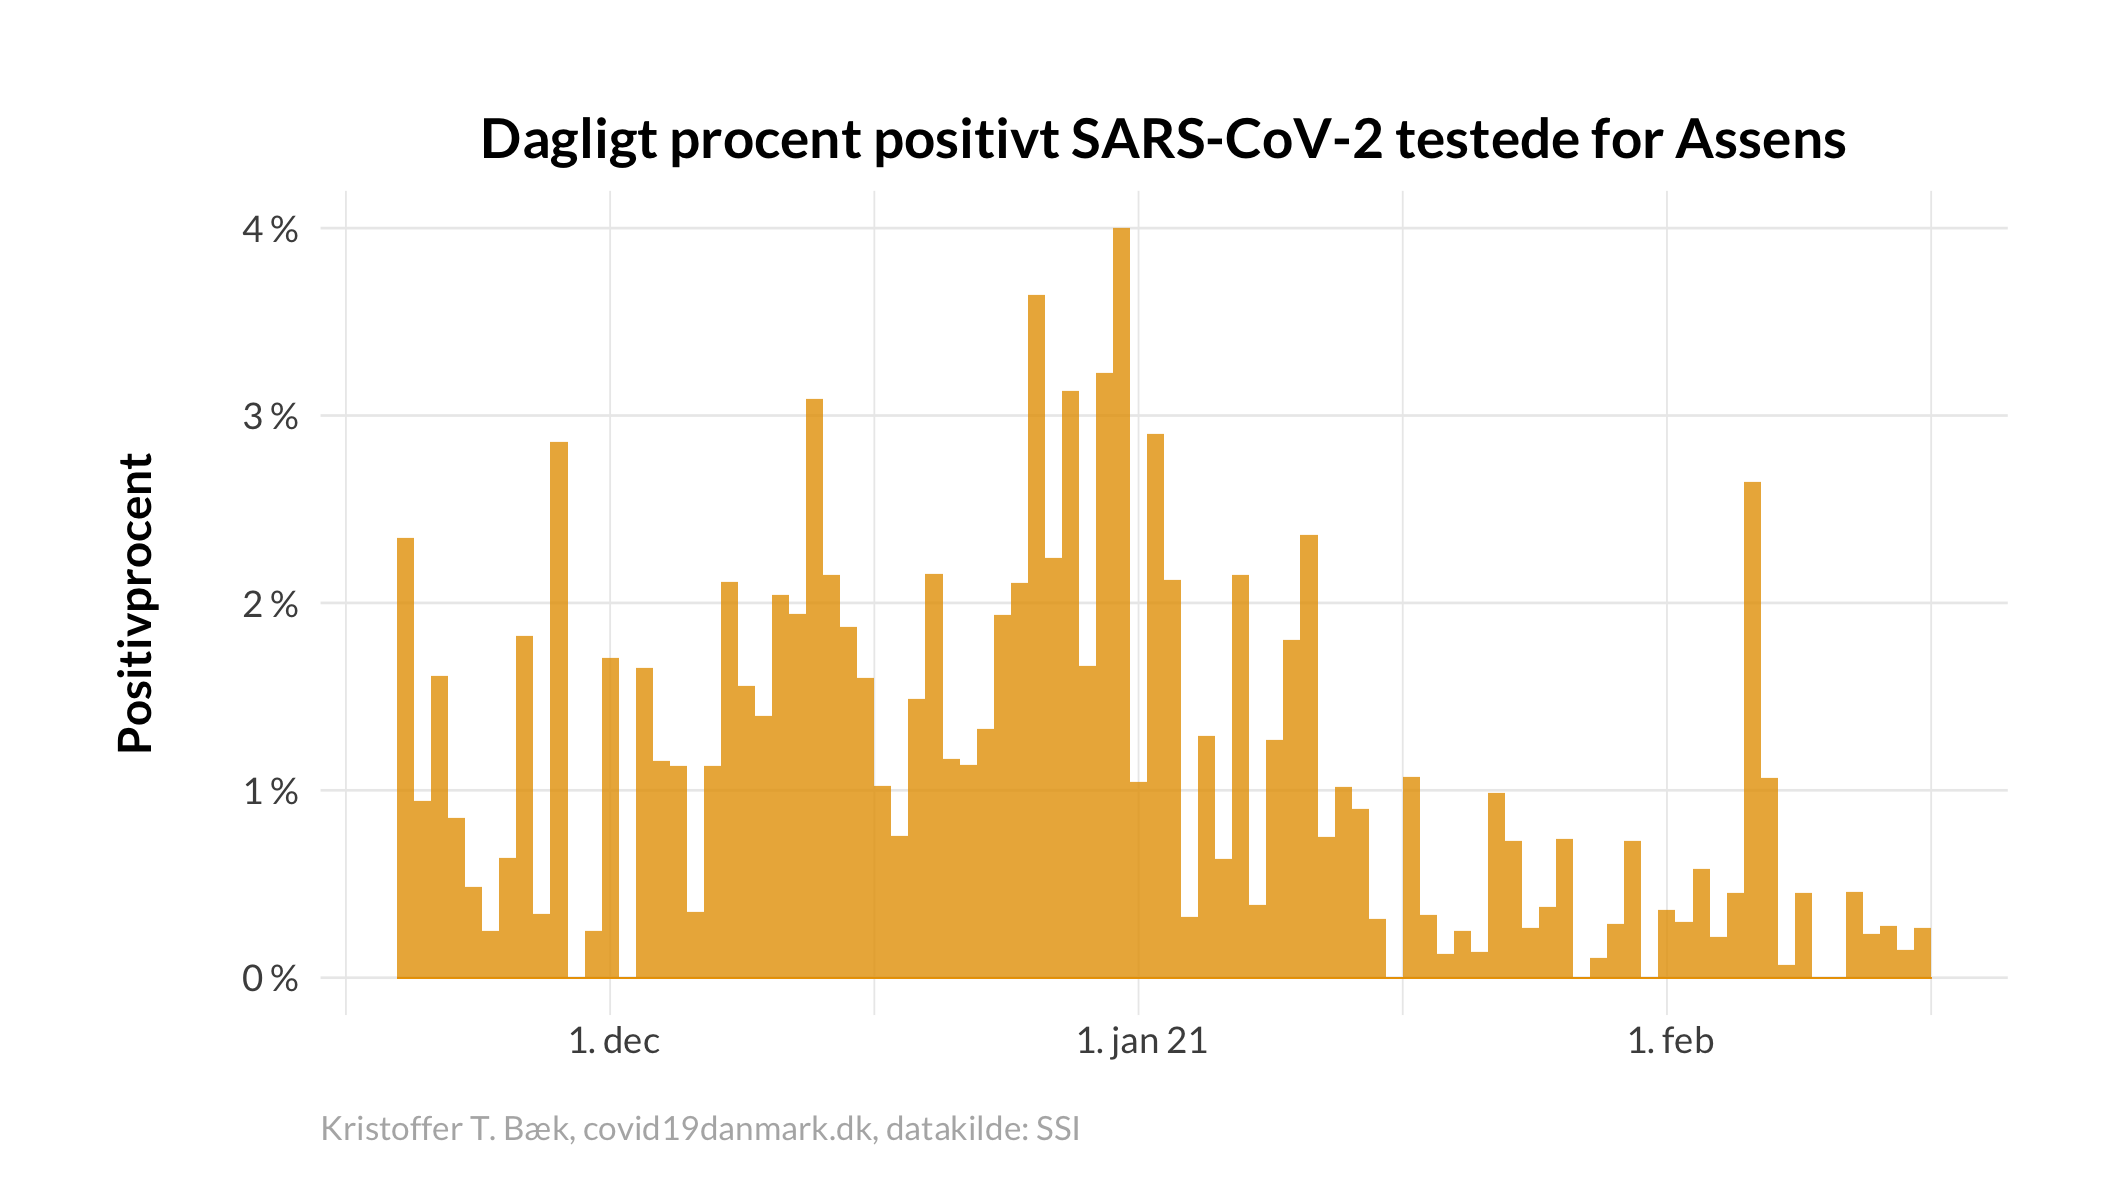 Dagligt procent positivt SARS-CoV-2 testede for Assens
Positivprocent
4 %
3 %
2 %
1 %
0 %
1. dec
1. jan 21
1. feb
Kristoffer T. Bæk, covid19danmark.dk, datakilde: SSI